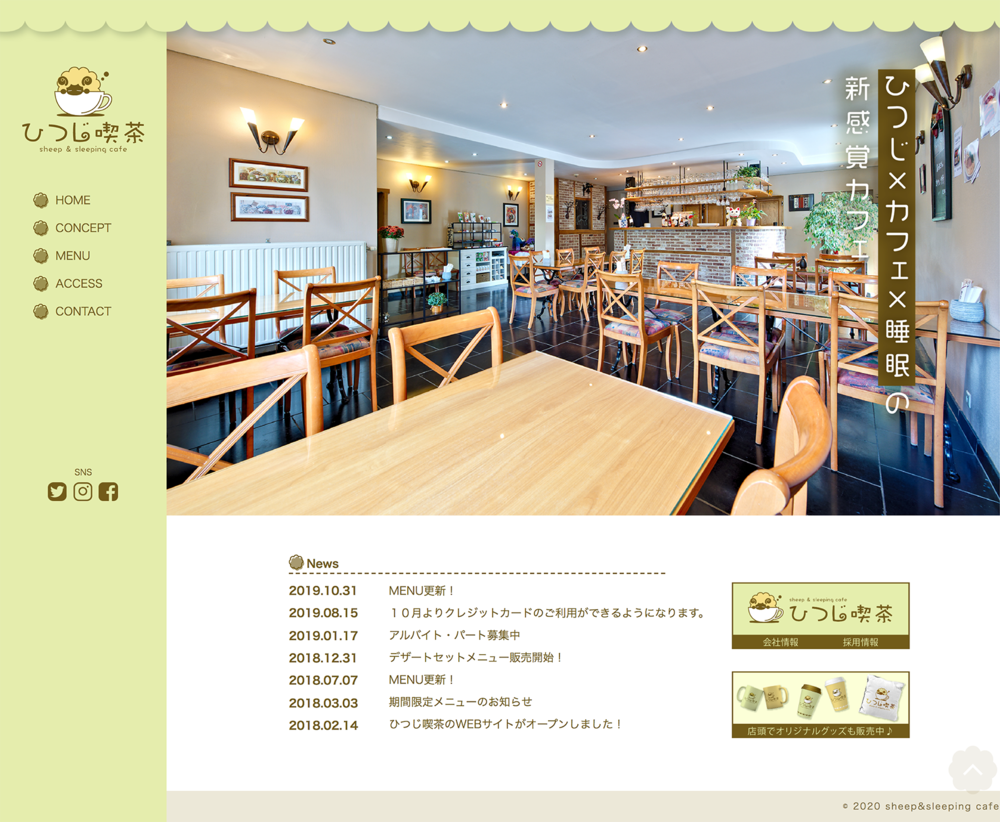 ひつじ喫茶
sheep & sleeping cafe
HOME
CONCEPT
MENU
ACCESS
CONTACT
SNS
ひつじ×カフェ×睡眠の
新感覚カフェ
News
2019.10.31 MENU更新！
2019.08.15 １０月よりクレジットカードのご利用ができるようになります。
2019.01.17 アルバイト・パート募集中
2018.12.31 デザートセットメニュー販売開始！
2018.07.07 MENU更新！
2018.03.03 期間限定メニューのお知らせ
2018.02.14 ひつじ喫茶のWEBサイトがオープンしました！
sheep & sleeping cafe
ひつじ喫茶
会社情報 採用情報
ひつじ喫茶
店頭でオリジナルグッズも販売中♪
© 2020 sheep&sleeping cafe